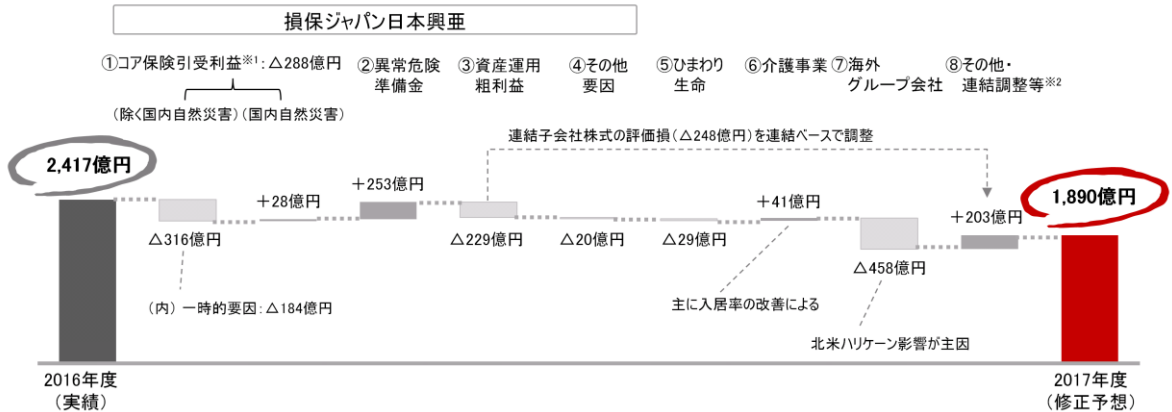 損保ジャパン日本興亜
①コア保険引受利益※1:△288億円
(除く国内自然災害)(国内自然災害)
②異常危険
準備金
③資産運用
粗利益
④その他
要因
⑤ひまわり
生命
⑥介護事業
⑦海外
グループ会社
⑧その他・
連結調整等※2
連結子会社株式の評価損(△248億円)を連結ベースで調整
2,417億円
△316億円
+28億円
+253億円
△229億円
△20億円
△29億円
+41億円
△458億円
+203億円
1,890億円
(内) 一時的要因:△184億円
主に入居率の改善による
北米ハリケーン影響が主因
2016年度
(実績)
2017年度
(修正予想)